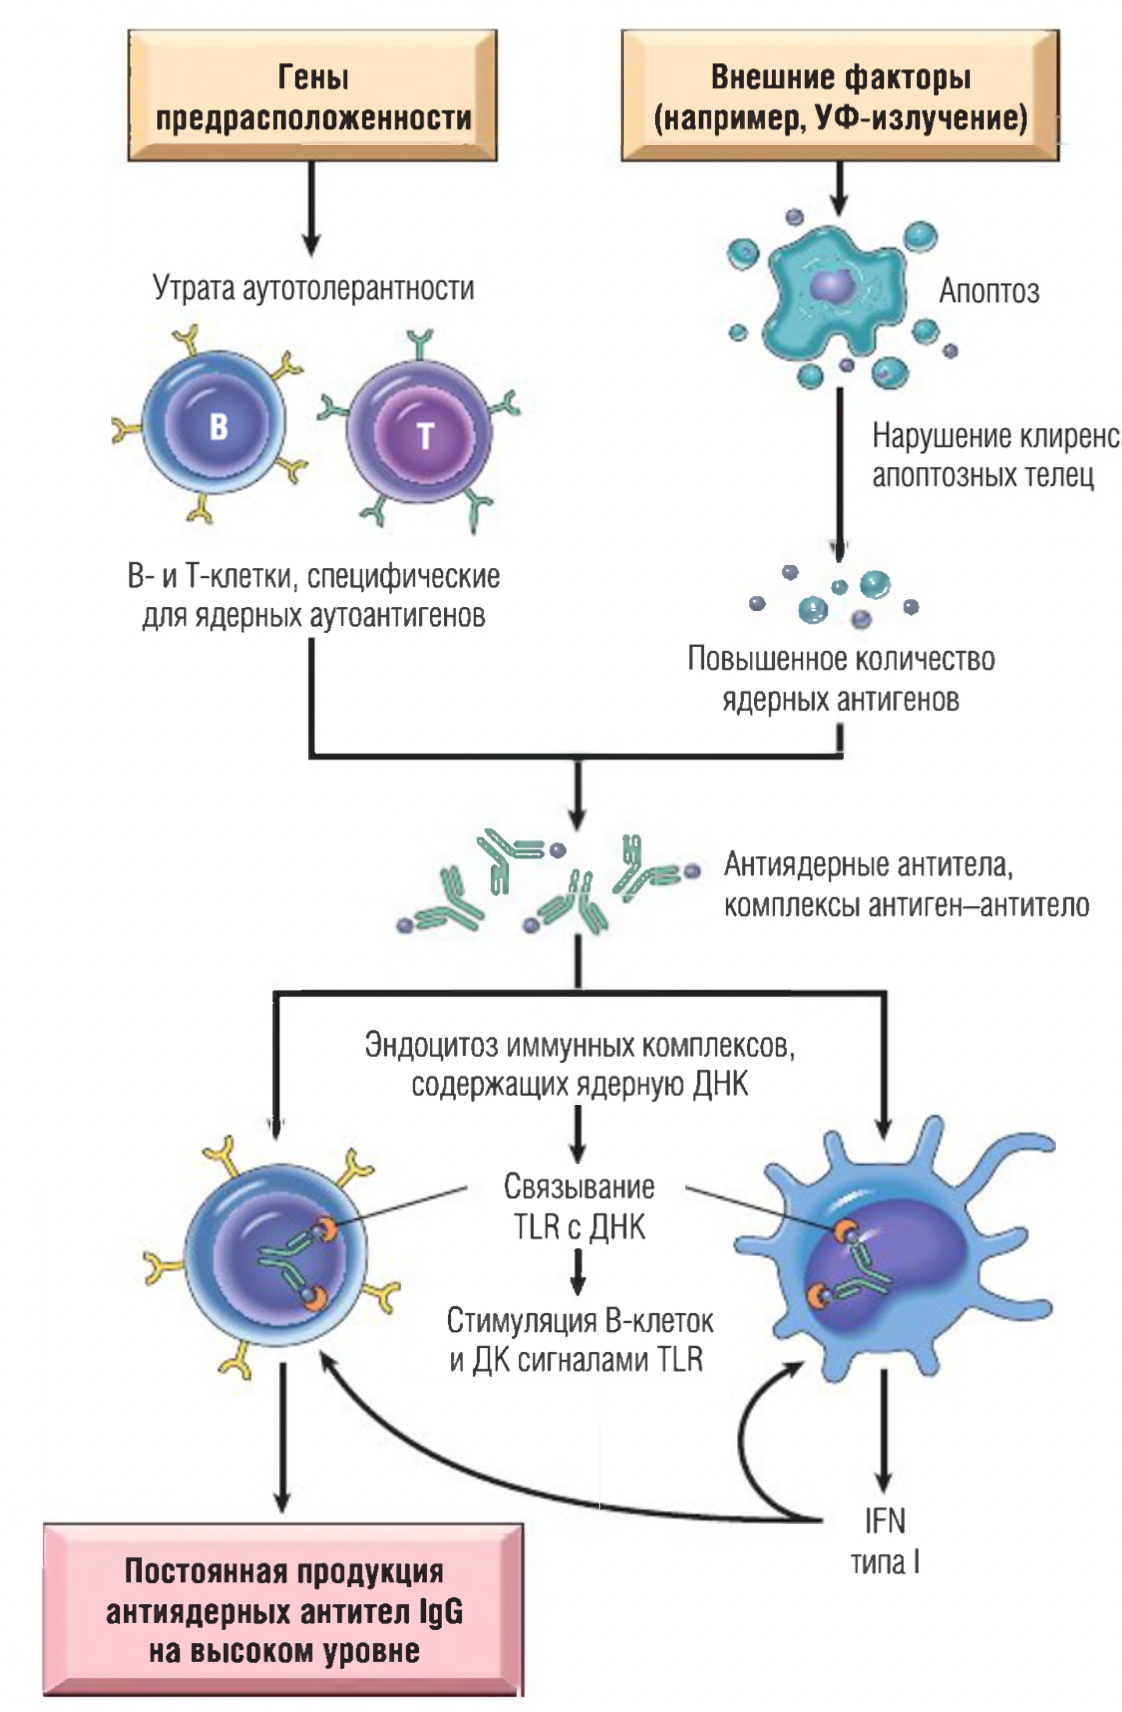 Гены
предрасположенности
Внешние факторы
(например, УФ-излучение)
Утрата аутотолерантности
Апоптоз
В
Т
Нарушение клиренс
апоптозных телец
В- и Т-клетки, специфические
для ядерных аутоантигенов
Повышенное количество
ядерных антигенов
Антиядерные антитела,
комплексы антиген–антитело
Эндоцитоз иммунных комплексов,
содержащих ядерную ДНК
Связывание
TLR с ДНК
Стимуляция В-клеток
и ДК сигналами TLR
IFN
типа I
Постоянная продукция
антиядерных антител IgG
на высоком уровне